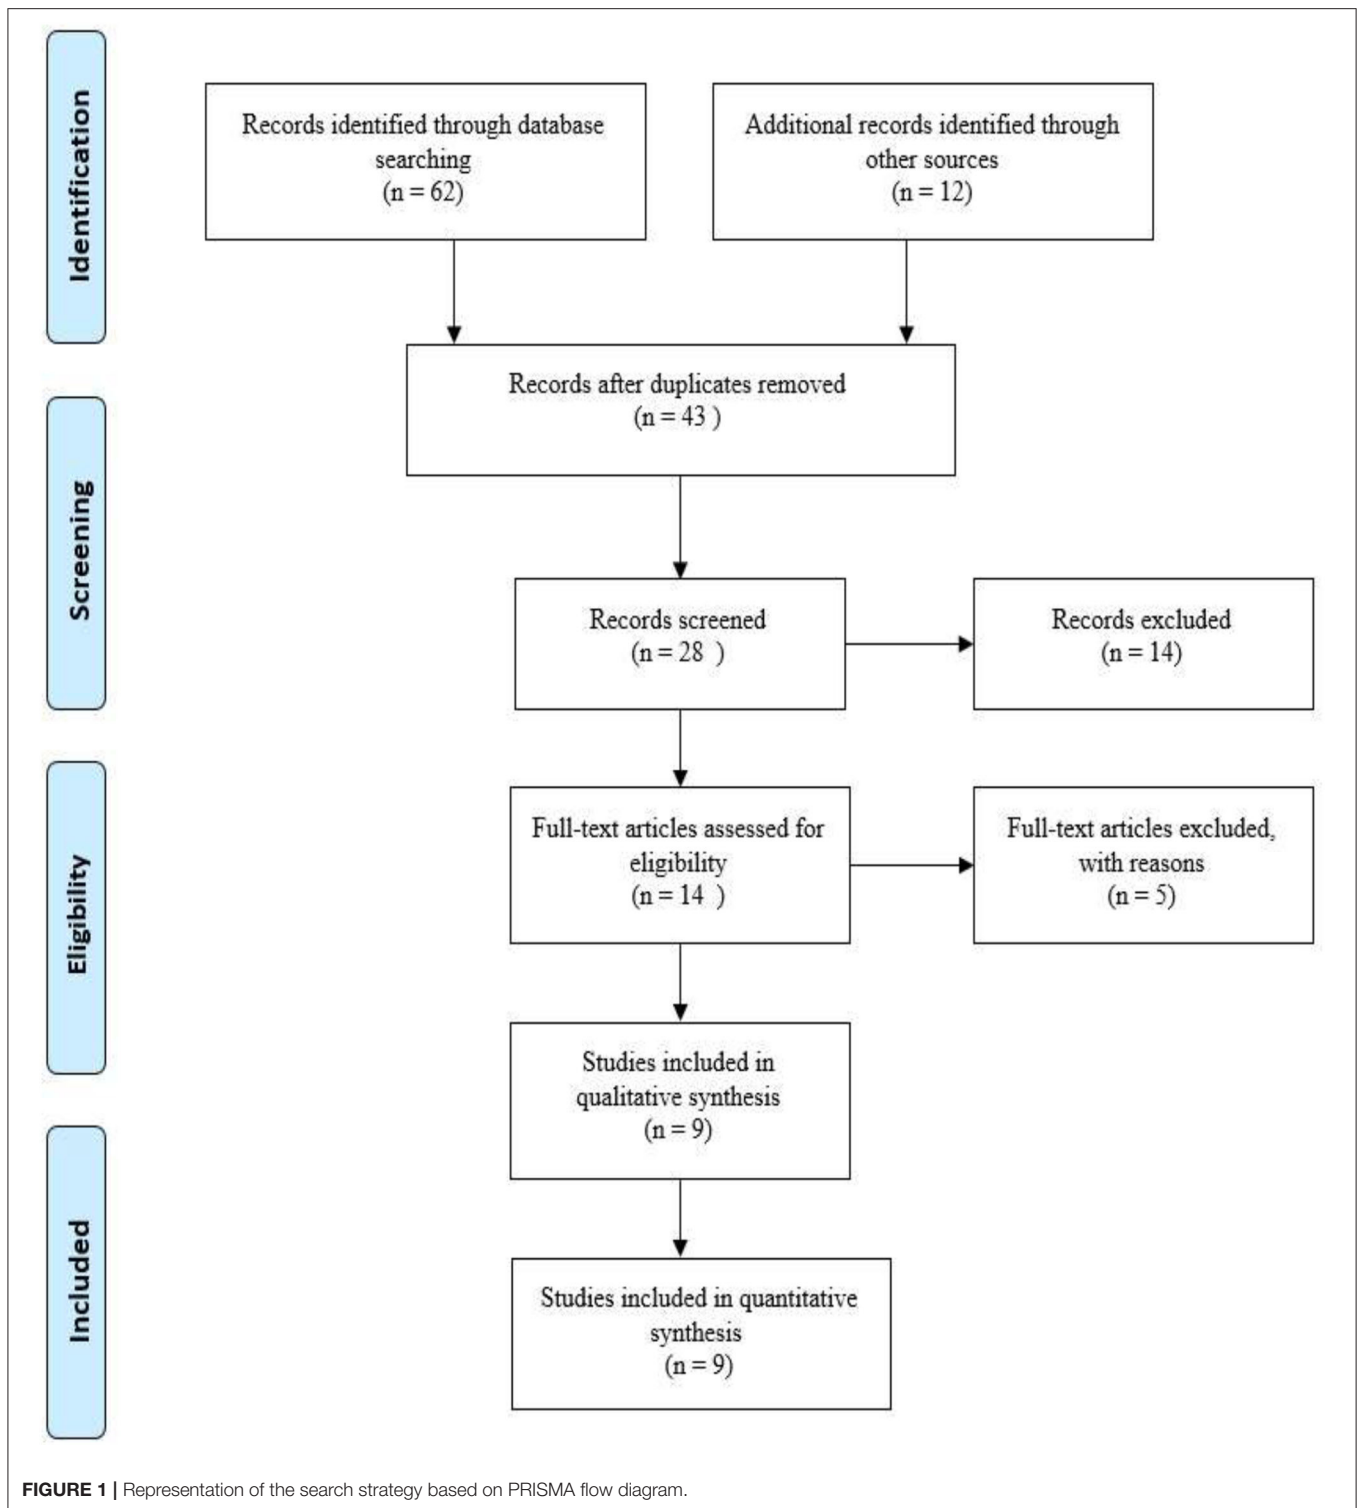 Identification
Records identified through database
searching
(n = 62)
Additional records identified through
other sources
(n = 12)
Records after duplicates removed
(n = 43 )
Screening
Records screened
(n = 28 )
Records excluded
(n = 14)
Eligibility
Full-text articles assessed for
eligibility
(n = 14 )
Full-text articles excluded,
with reasons
(n = 5)
Studies included in
qualitative synthesis
(n = 9)
Included
Studies included in quantitative
synthesis
(n = 9)
FIGURE 1 | Representation of the search strategy based on PRISMA flow diagram.